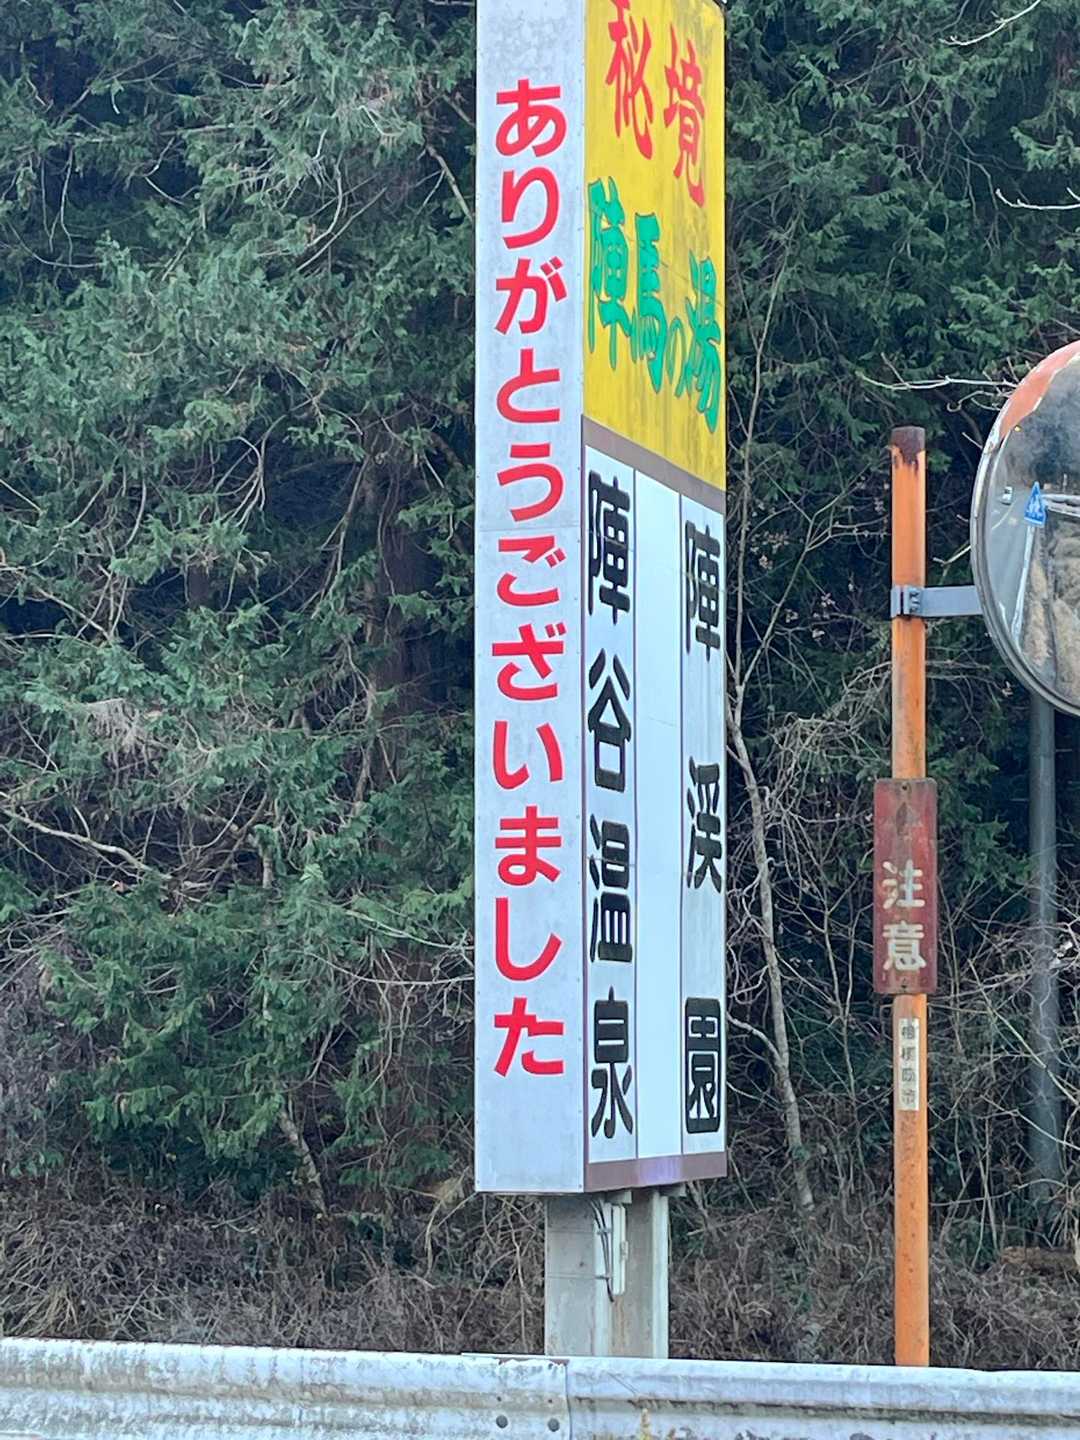 ありがとうございました
秘境
陣馬の湯
陣渓園
陣谷温泉
注意